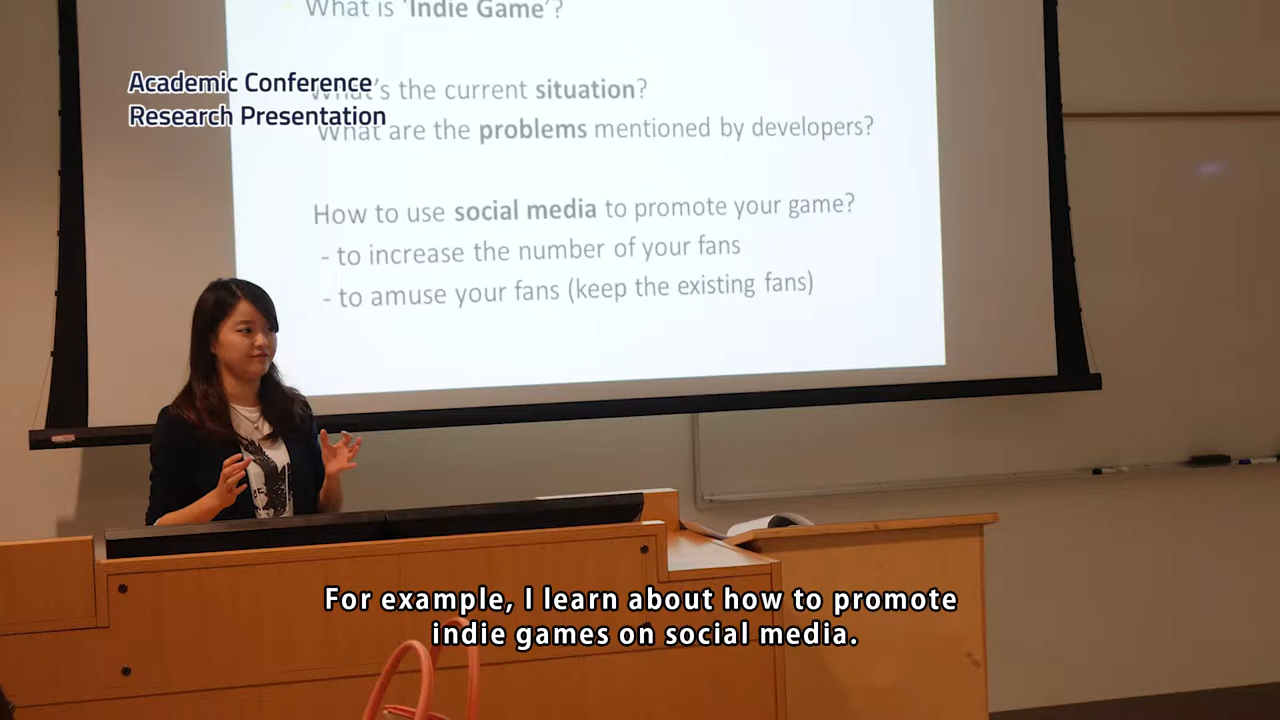 What is 'Indie Game'?
Academic Conference
Research Presentation
What's the current situation?
What are the problems mentioned by developers?
How to use social media to promote your game?
- to increase the number of your fans
- to amuse your fans (keep the existing fans)
For example, I learn about how to promote
indie games on social media.